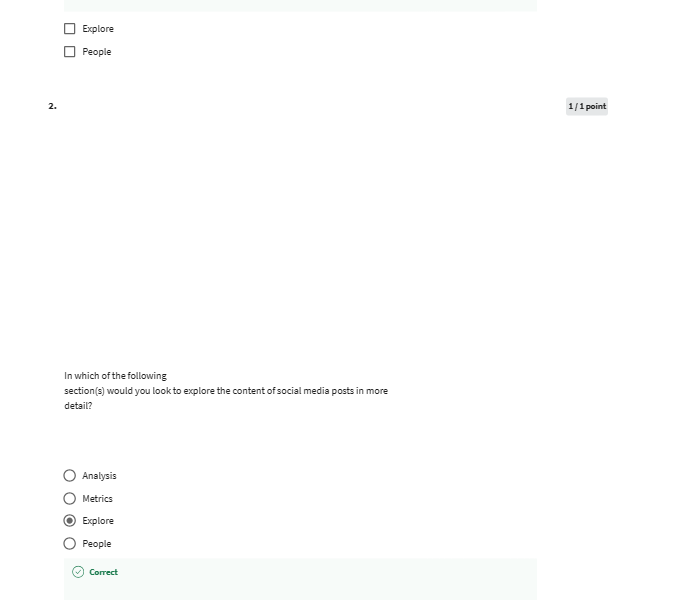 Explore
People
2.
1 / 1 point
In which of the following
section(s) would you look to explore the content of social media posts in more
detail?
Analysis
Metrics
Explore
People
Correct